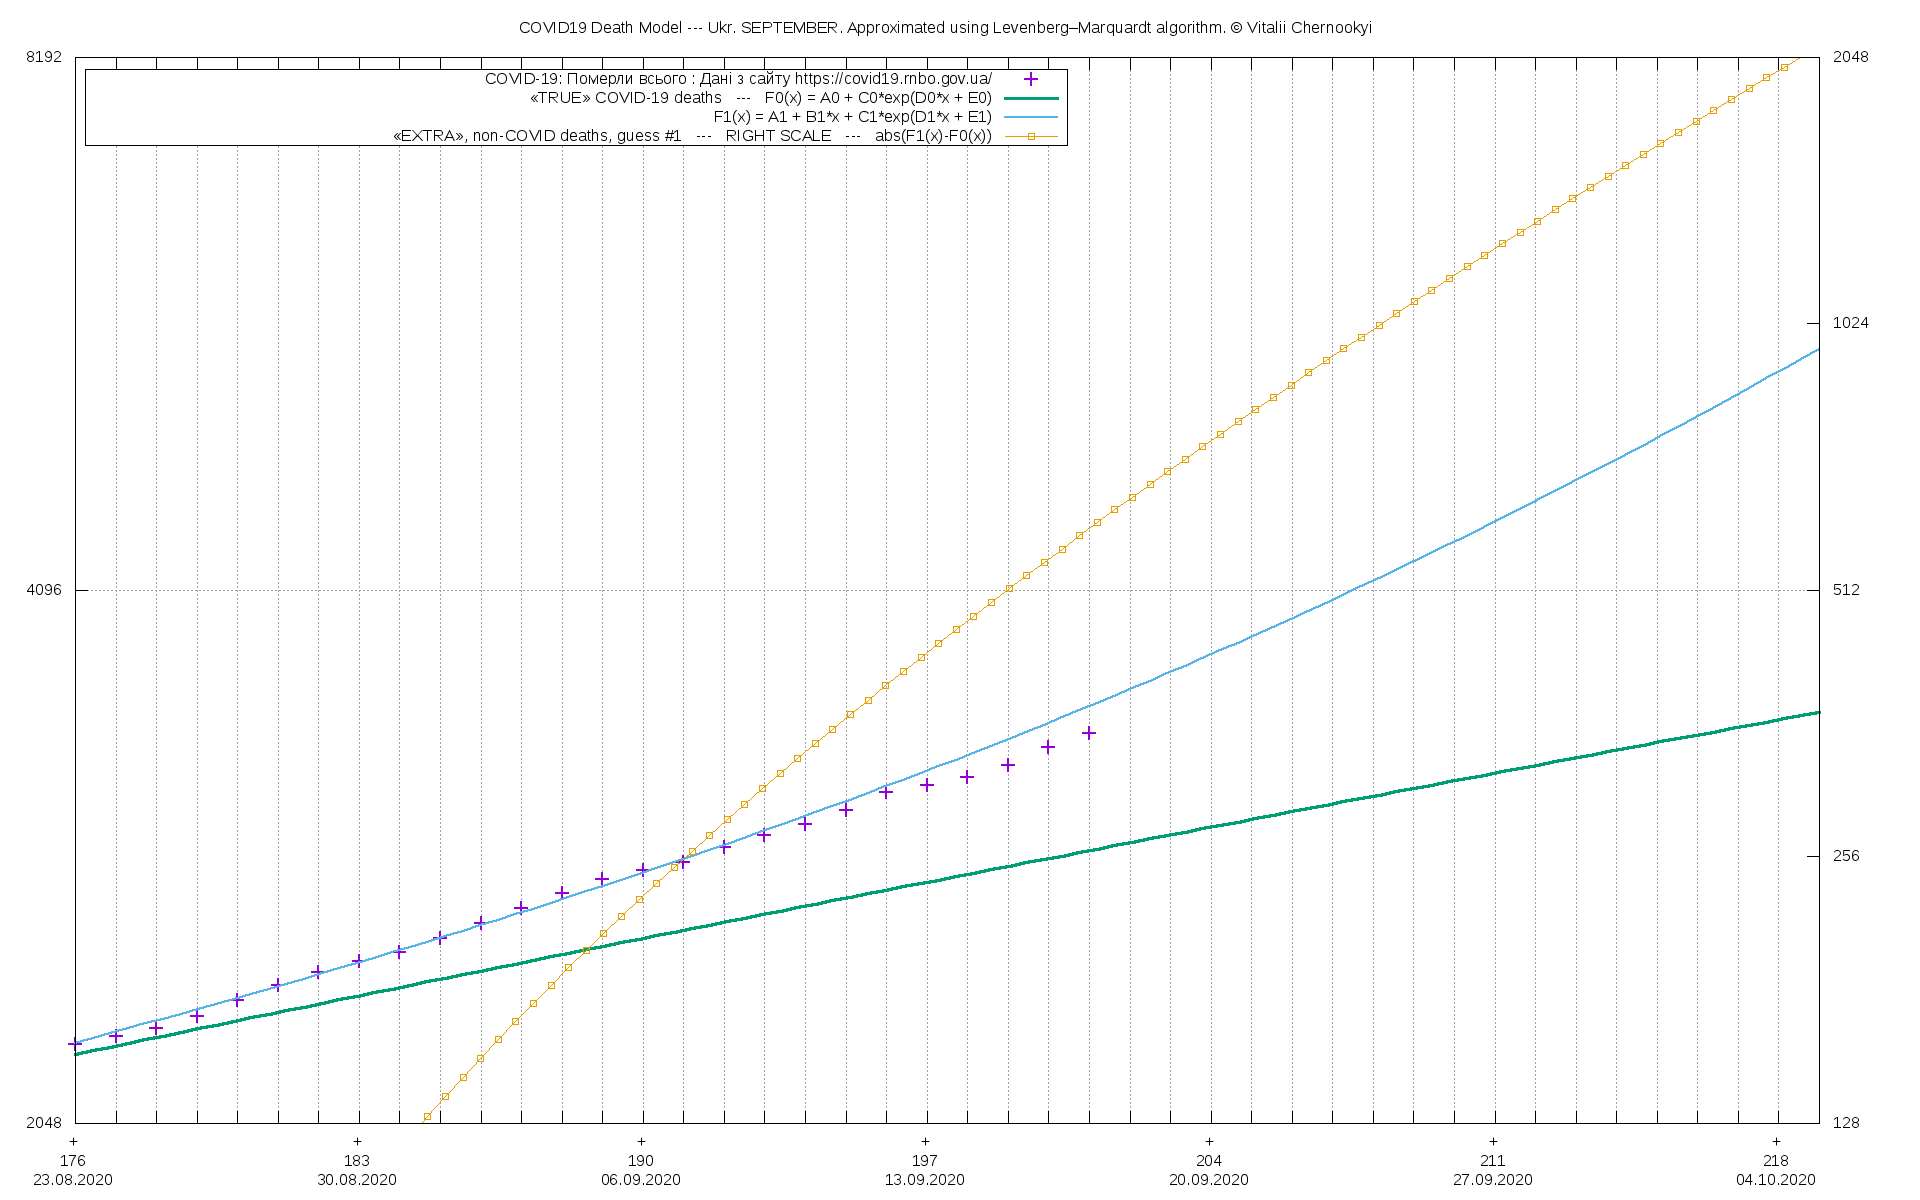 COVID19 Death Model --- Ukr. SEPTEMBER. Approximated using Levenberg–Marquardt algorithm. © Vitalii Chernookyi
8192
2048
COVID-19: Померли всього : Дані з сайту https://covid19.rnbo.gov.ua/
«TRUE» COVID-19 deaths --- F0(x) = A0 + C0*exp(D0*x + E0)
F1(x) = A1 + B1*x + C1*exp(D1*x + E1)
«EXTRA», non-COVID deaths, guess #1 --- RIGHT SCALE --- abs(F1(x)-F0(x))
1024
4096
512
256
2048
128
+ + + + + + +
176 183 190 197 204 211 218
23.08.2020 30.08.2020 06.09.2020 13.09.2020 20.09.2020 27.09.2020 04.10.2020